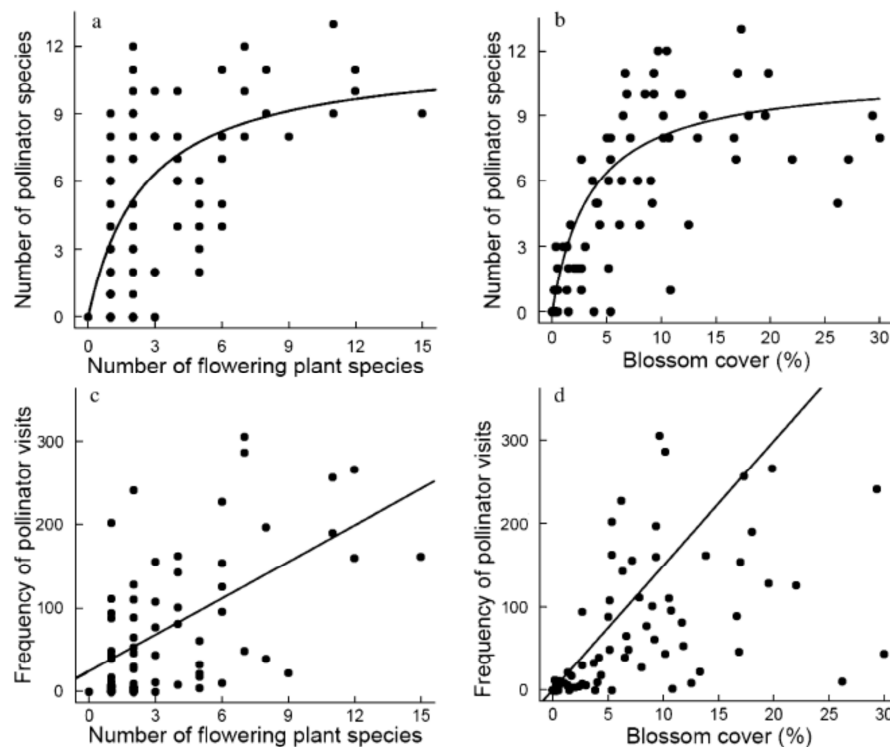 a
Number of pollinator species
12
9
6
3
0
0 3 6 9 12 15
Number of flowering plant species
b
Number of pollinator species
12
9
6
3
0
0 5 10 15 20 25 30
Blossom cover (%)
c
Frequency of pollinator visits
300
200
100
0
0 3 6 9 12 15
Number of flowering plant species
d
Frequency of pollinator visits
300
200
100
0
0 5 10 15 20 25 30
Blossom cover (%)